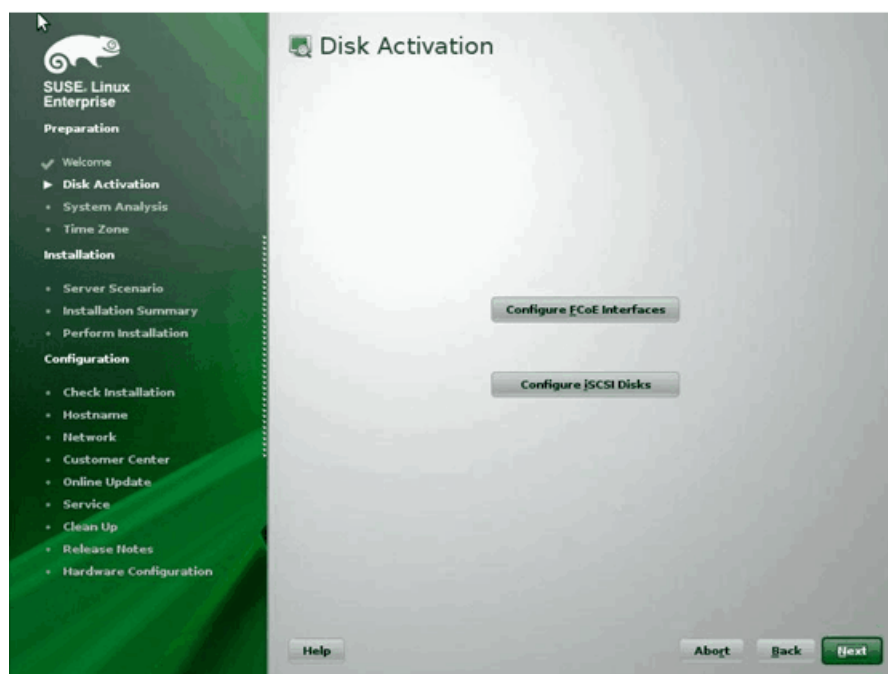 SUSE. Linux
Enterprise
Preparation
Welcome
Disk Activation
System Analysis
Time Zone
Installation
Server Scenario
Installation Summary
Perform Installation
Configuration
Check Installation
Hostname
Network
Customer Center
Online Update
Service
Clean Up
Release Notes
Hardware Configuration
Disk Activation
Configure FCoE Interfaces
Configure iSCSI Disks
Help
Abort
Back
Next